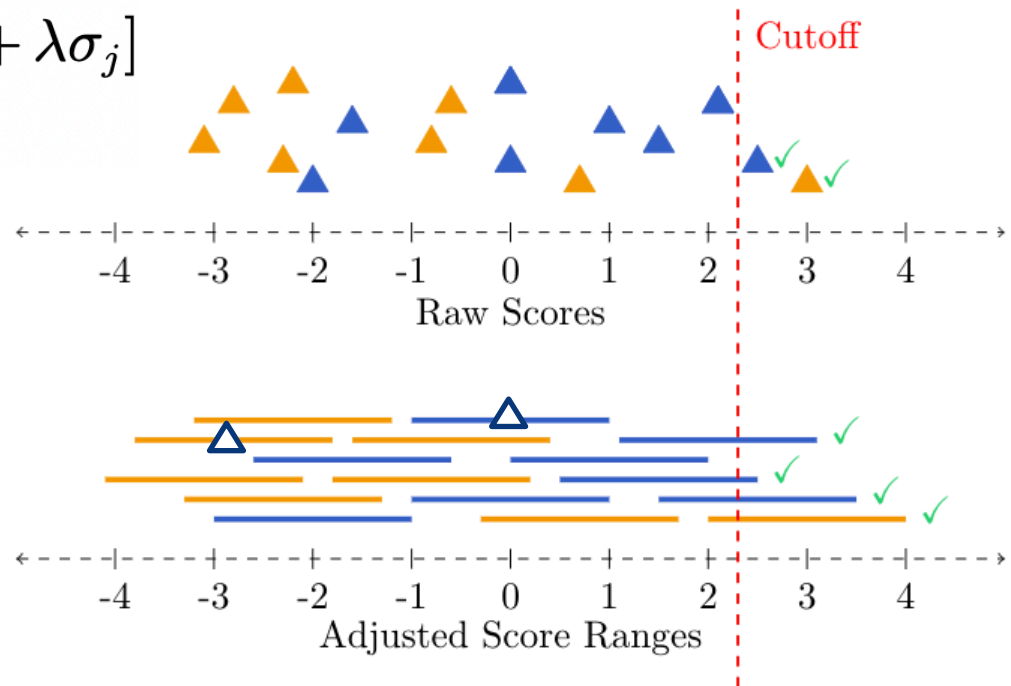 + λσj]
Cutoff
-4 -3 -2 -1 0 1 2 3 4
Raw Scores
-4 -3 -2 -1 0 1 2 3 4
Adjusted Score Ranges